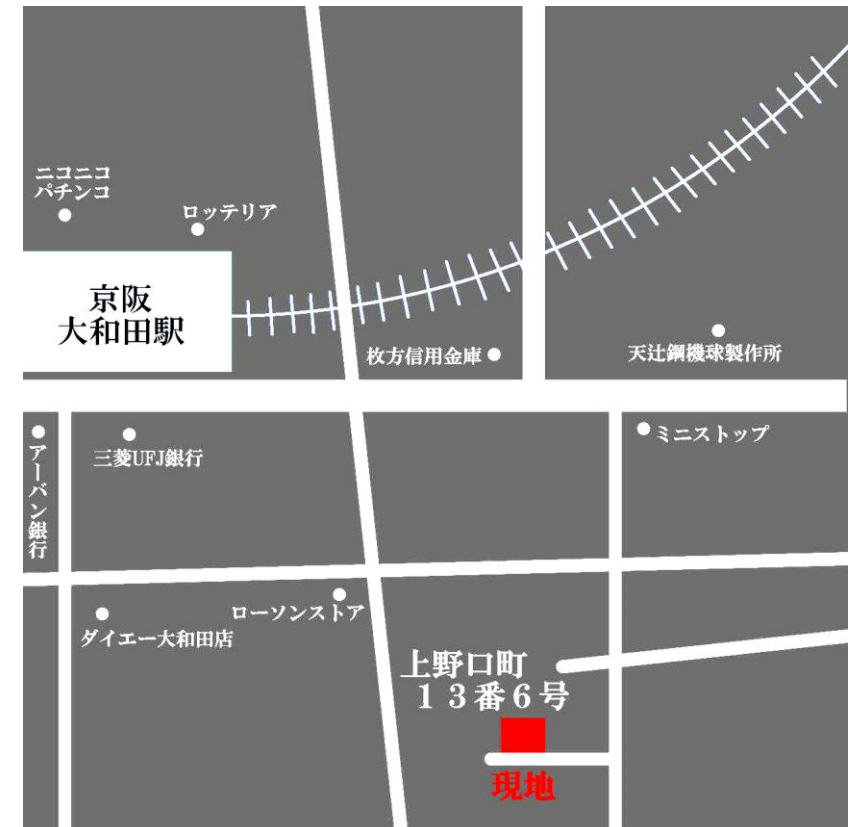 ニコニコ
パチンコ
ロッテリア
京阪
大和田駅
枚方信用金庫
天辻鋼機球製作所
アーバン銀行
三菱UFJ銀行
ミニストップ
ローソンストア
ダイエー大和田店
上野口町
１３番６号
現地